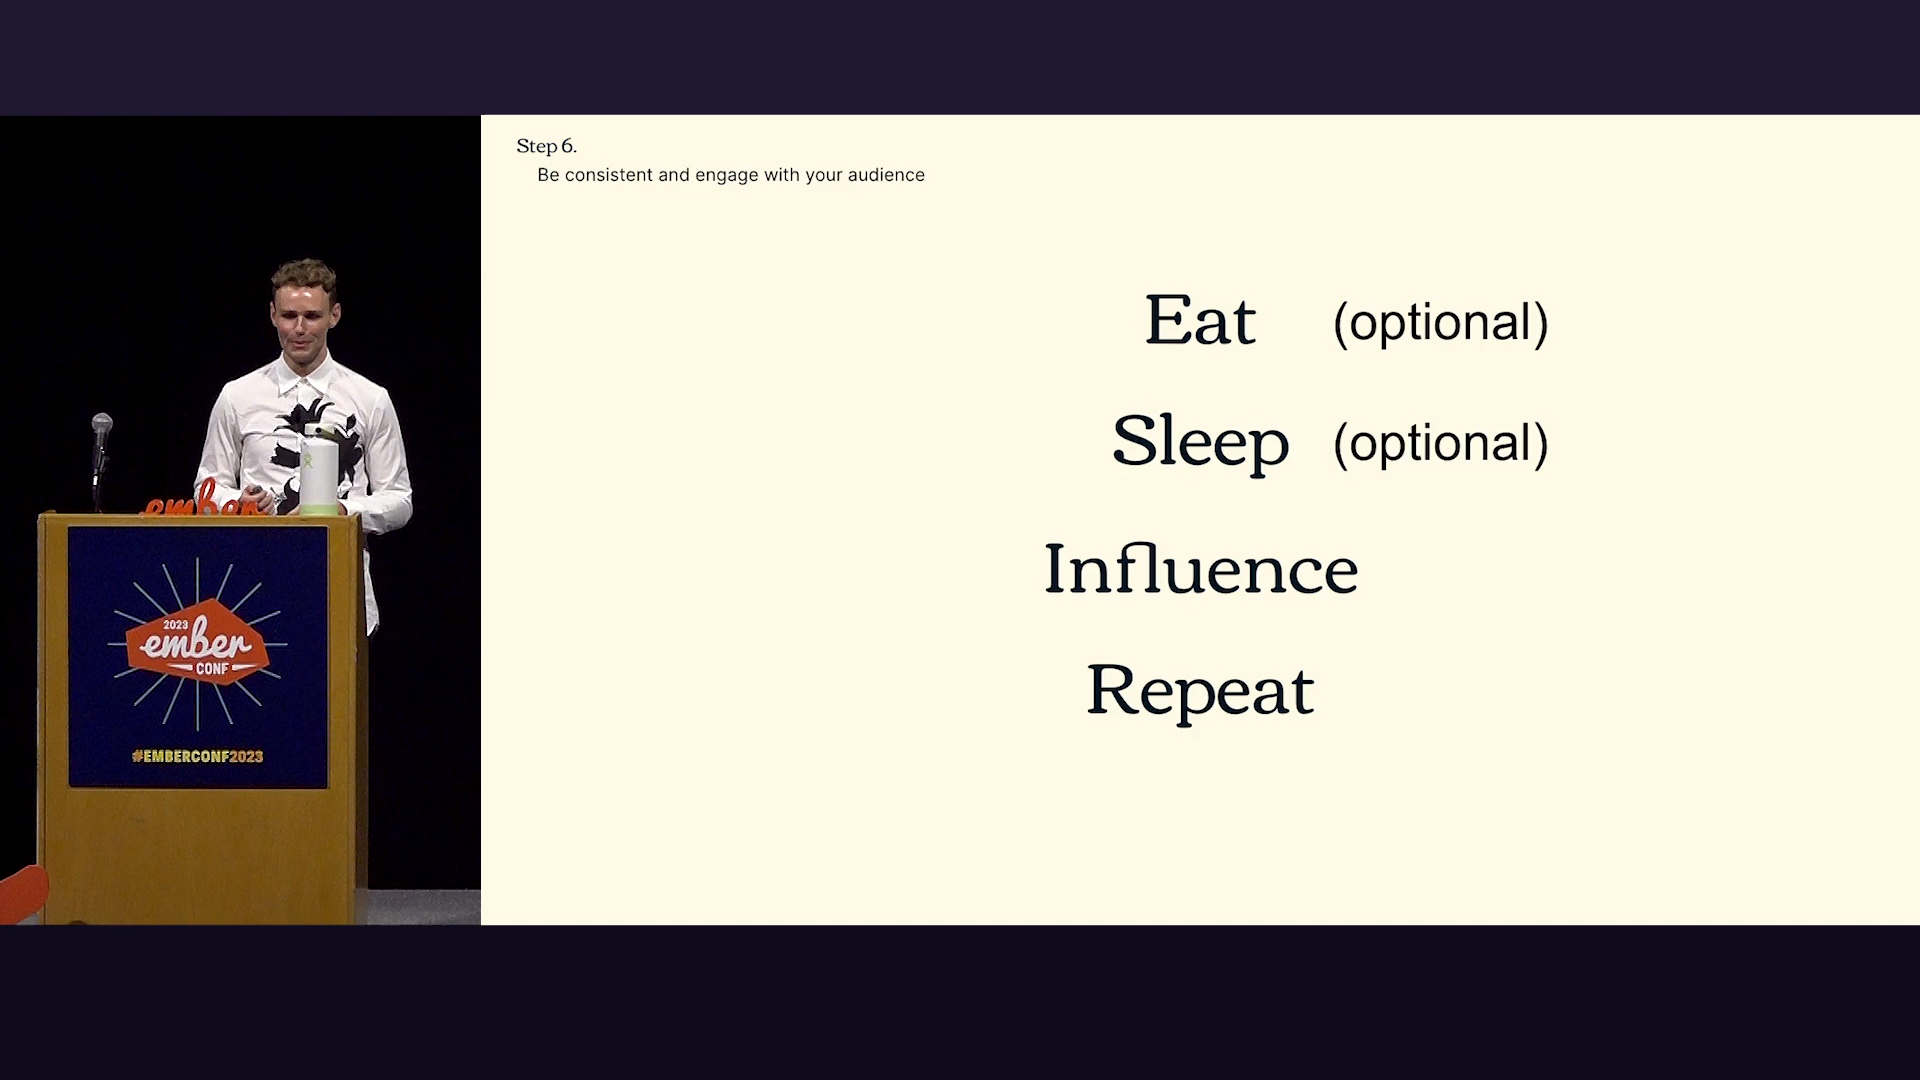 Step 6.
Be consistent and engage with your audience
Eat (optional)
Sleep (optional)
Influence
Repeat
ember
2023
ember
CONF
#EMBERCONF2023